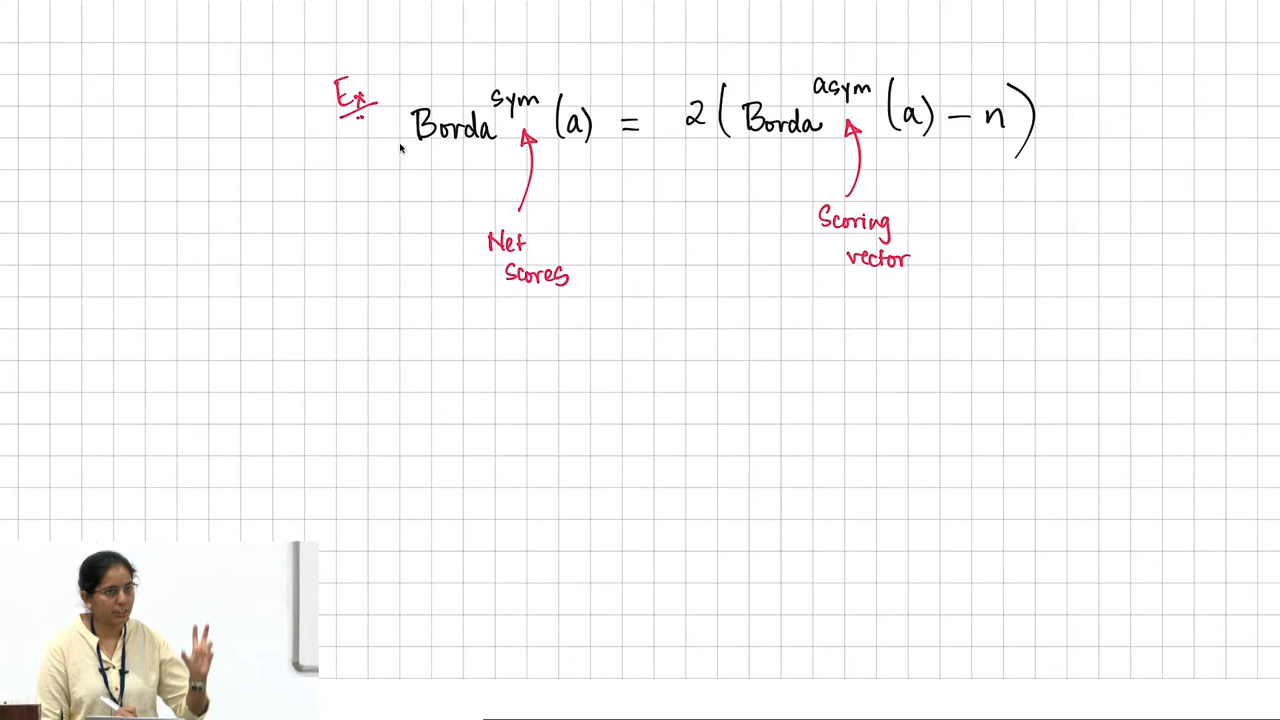 Ex
Borda^sym (a) = 2 (Borda^asym (a) - n)
Net
scores
Scoring
vector